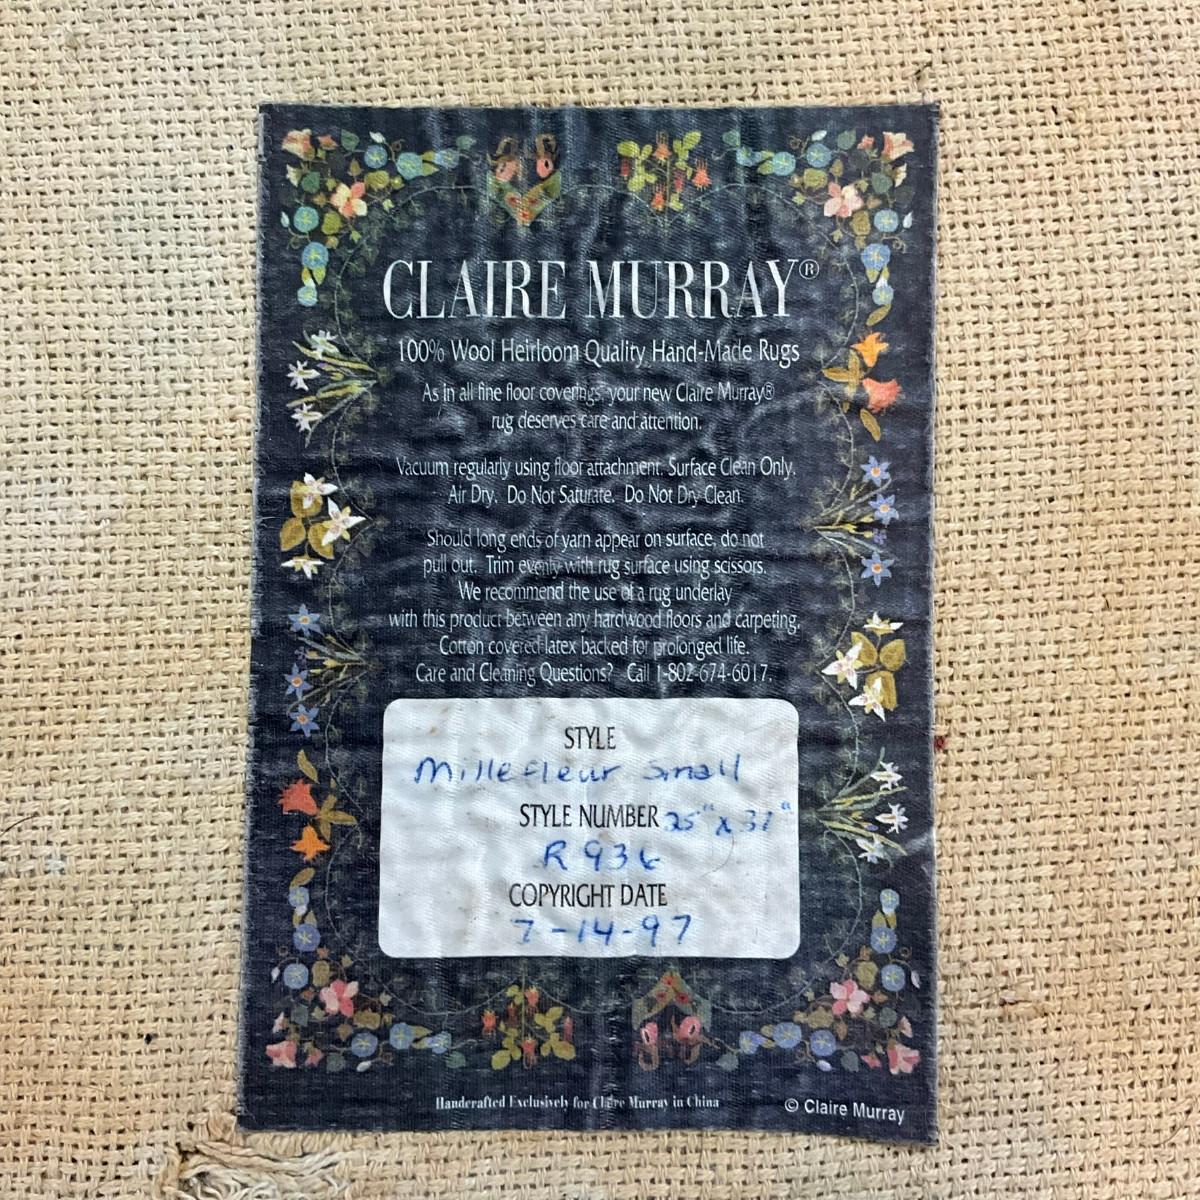 CLAIRE MURRAY®
100% Wool Heirloom Quality Hand-Made Rugs
As in all fine floor coverings, your new Claire Murray®
rug deserves care and attention.
Vacuum regularly using floor attachment. Surface Clean Only.
Air Dry. Do Not Saturate. Do Not Dry Clean.
Should long ends of yarn appear on surface, do not
pull out. Trim evenly with rug surface using scissors.
We recommend the use of a rug underlay
with this product between any hardwood floors and carpeting.
Cotton covered latex backed for prolonged life.
Care and Cleaning Questions? Call 1-802-674-6017.
STYLE
Millefleur Small
STYLE NUMBER 25" x 37"
R936
COPYRIGHT DATE
7-14-97
Handcrafted Exclusively for Claire Murray in China
© Claire Murray